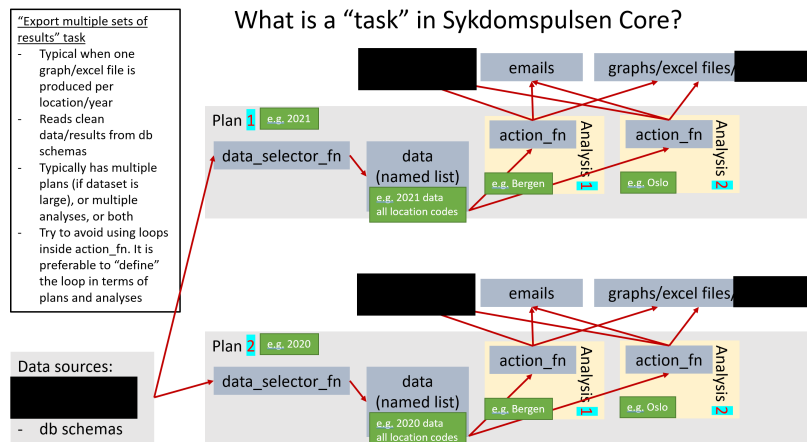 What is a “task” in Sykdomspulsen Core?
“Export multiple sets of
results” task
- Typical when one
graph/excel file is
produced per
location/year
- Reads clean
data/results from db
schemas
- Typically has multiple
plans (if dataset is
large), or multiple
analyses, or both
- Try to avoid using loops
inside action_fn. It is
preferable to “define”
the loop in terms of
plans and analyses
Data sources:
- db schemas
emails
graphs/excel files/
Plan 1
e.g. 2021
data_selector_fn
data
(named list)
e.g. 2021 data
all location codes
action_fn
e.g. Bergen
Analysis 1
action_fn
e.g. Oslo
Analysis 2
emails
graphs/excel files/
Plan 2
e.g. 2020
data_selector_fn
data
(named list)
e.g. 2020 data
all location codes
action_fn
e.g. Bergen
Analysis 1
action_fn
e.g. Oslo
Analysis 2